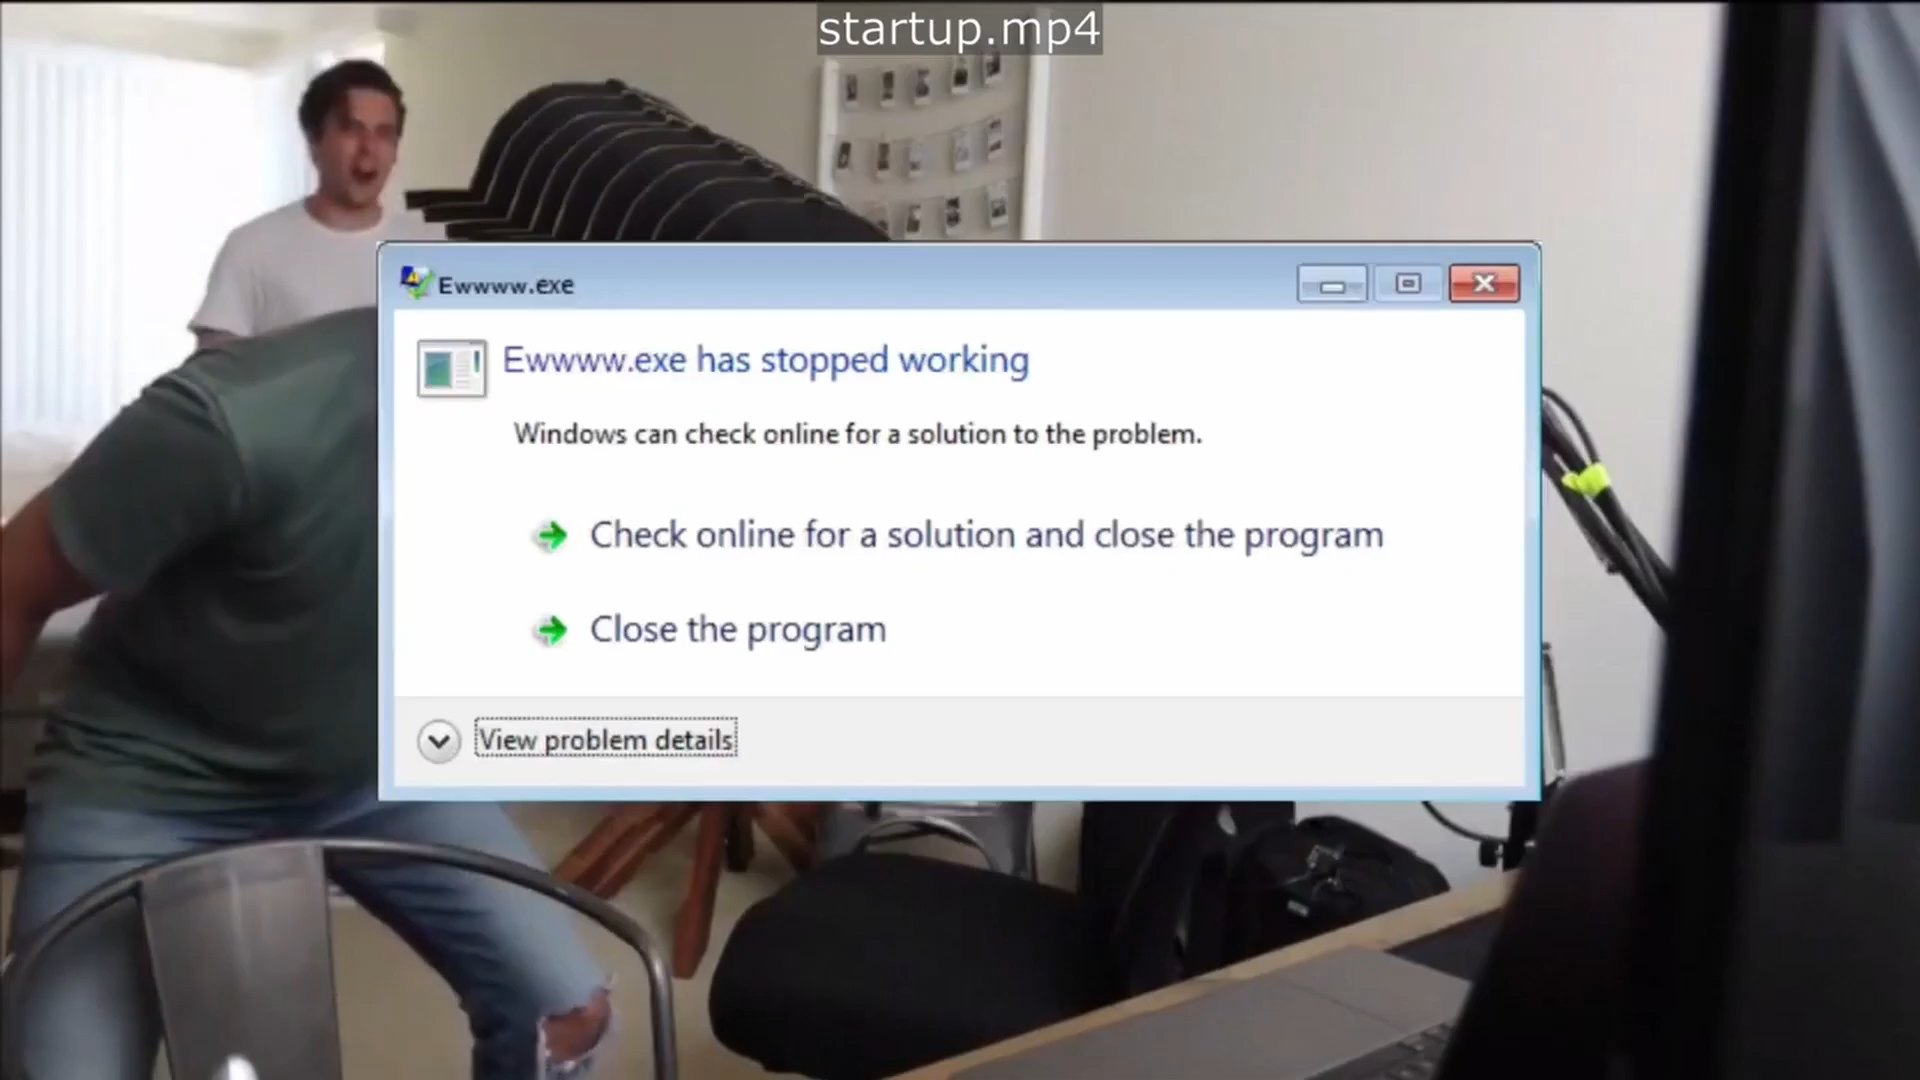 startup.mp4
Ewwww.exe
Ewwww.exe has stopped working
Windows can check online for a solution to the problem.
Check online for a solution and close the program
Close the program
View problem details